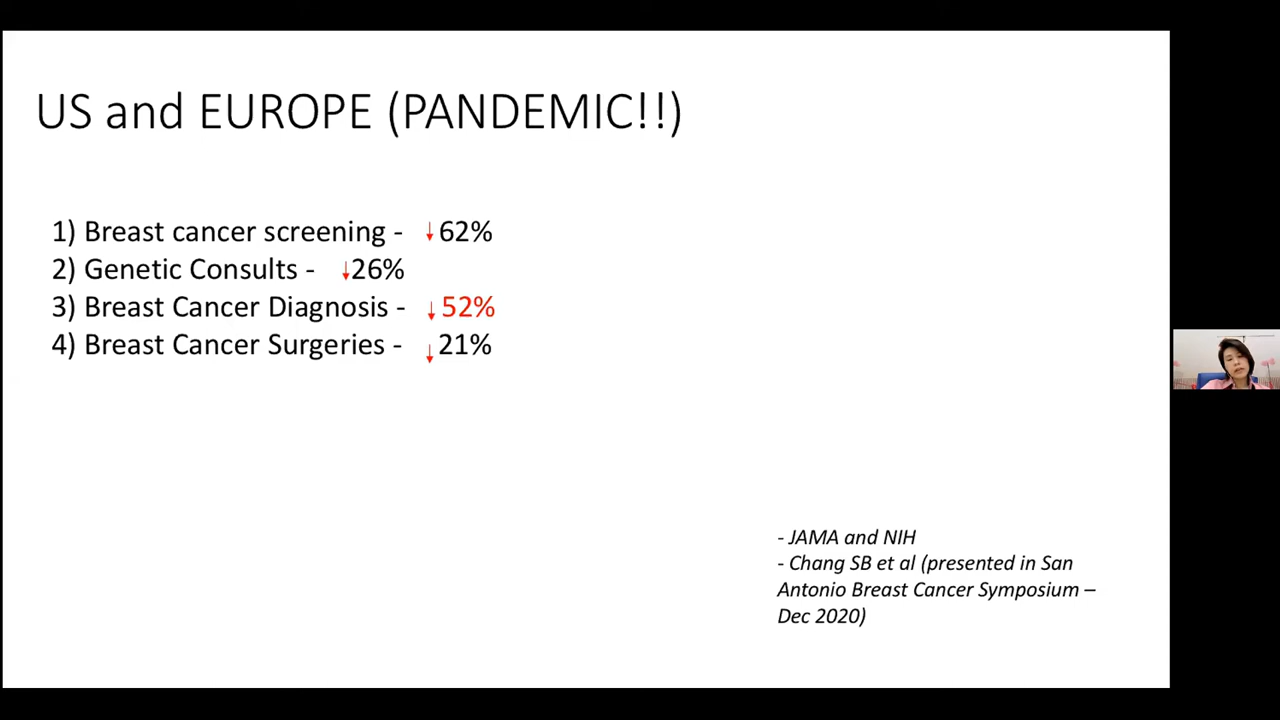 US and EUROPE (PANDEMIC!!)
1) Breast cancer screening - ↓62%
2) Genetic Consults - ↓26%
3) Breast Cancer Diagnosis - ↓52%
4) Breast Cancer Surgeries - ↓21%
- JAMA and NIH
- Chang SB et al (presented in San
Antonio Breast Cancer Symposium –
Dec 2020)